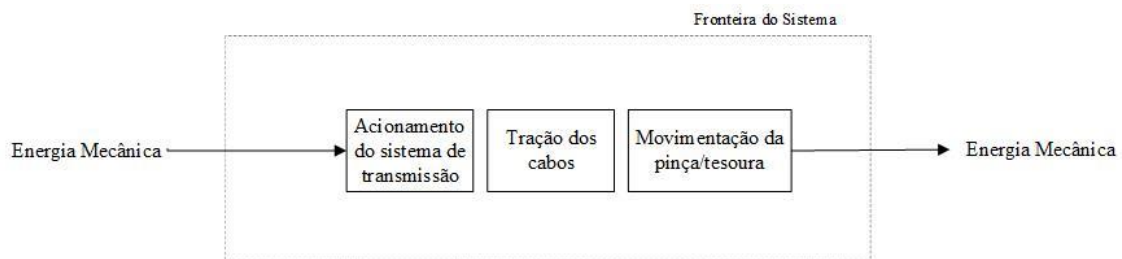 Fronteira do Sistema
Energia Mecânica
Acionamento
do sistema de
transmissão
Tração dos
cabos
Movimentação da
pinça/tesoura
Energia Mecânica